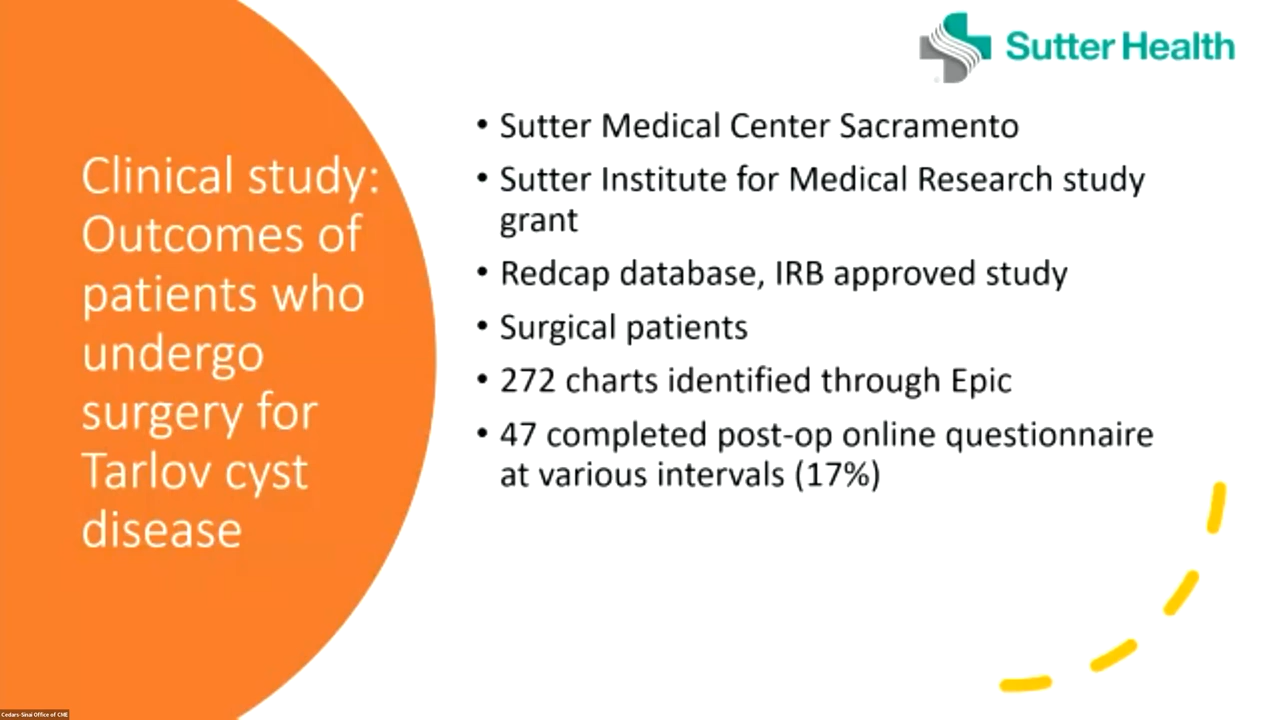 Sutter Health
Clinical study:
Outcomes of
patients who
undergo
surgery for
Tarlov cyst
disease
• Sutter Medical Center Sacramento
• Sutter Institute for Medical Research study
grant
• Redcap database, IRB approved study
• Surgical patients
• 272 charts identified through Epic
• 47 completed post-op online questionnaire
at various intervals (17%)
Cedars-Sinai Office of CME